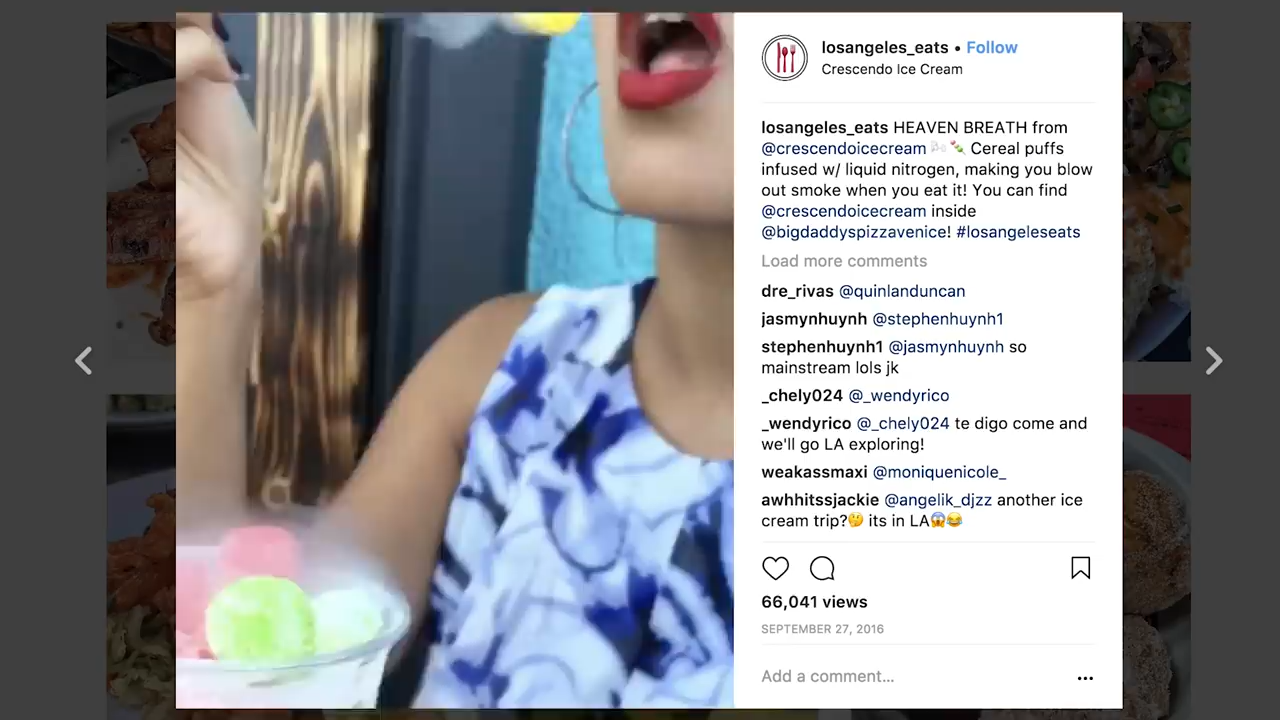 losangeles_eats • Follow
Crescendo Ice Cream
losangeles_eats HEAVEN BREATH from
@crescendoicecream 🌬🍡 Cereal puffs
infused w/ liquid nitrogen, making you blow
out smoke when you eat it! You can find
@crescendoicecream inside
@bigdaddyspizzavenice! #losangeleseats
Load more comments
dre_rivas @quinlanduncan
jasmynhuynh @stephenhuynh1
stephenhuynh1 @jasmynhuynh so
mainstream lols jk
_chely024 @_wendyrico
_wendyrico @_chely024 te digo come and
we'll go LA exploring!
weakassmaxi @moniquenicole_
awhhitssjackie @angelik_djzz another ice
cream trip?🤔 its in LA😱😂
66,041 views
SEPTEMBER 27, 2016
Add a comment...